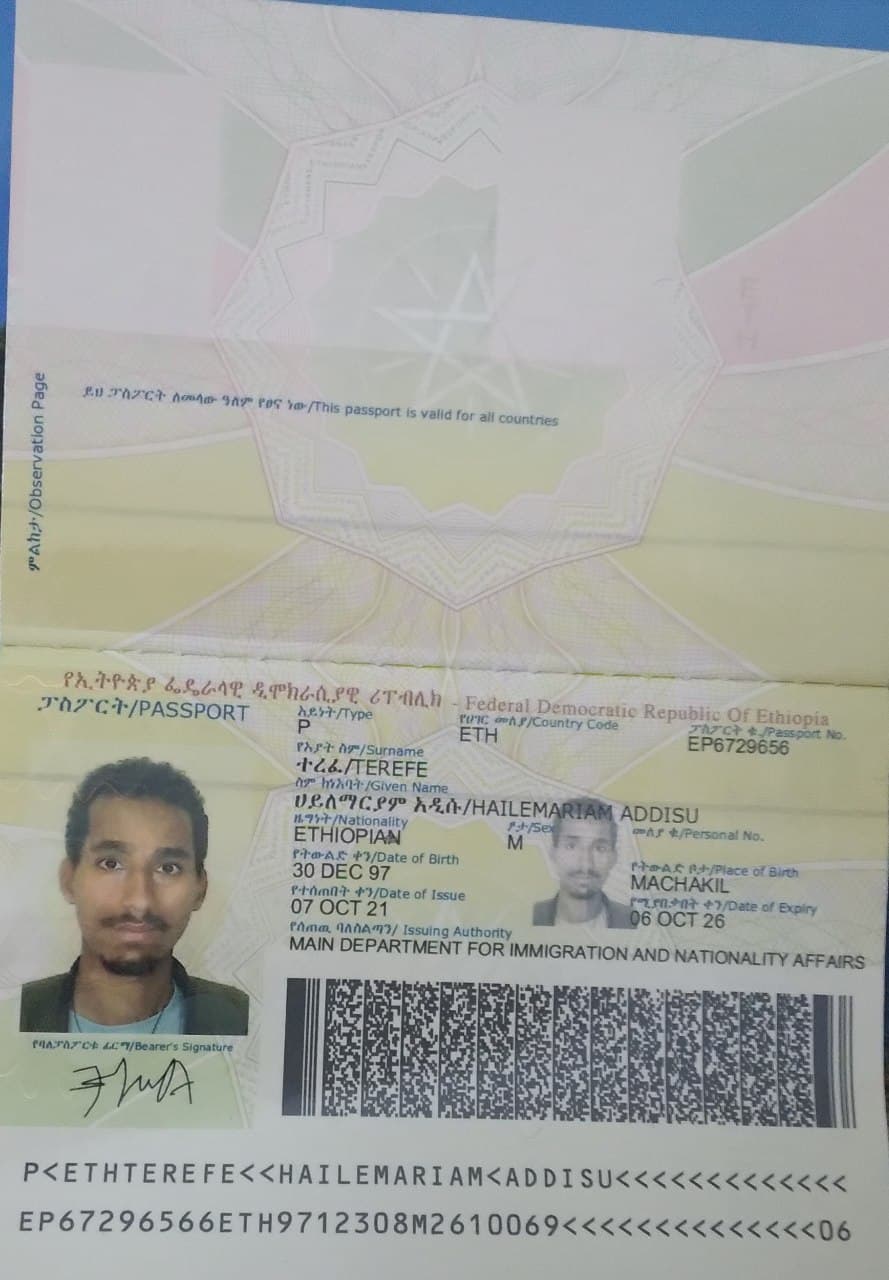 ምልከታ/Observation Page
ይህ ፓስፖርት ለመላው ዓለም የፀና ነው/This passport is valid for all countries
የኢትዮጵያ ፌዴራላዊ ዲሞክራሲያዊ ሪፐብሊክ - Federal Democratic Republic Of Ethiopia
ፓስፖርት/PASSPORT
አይነት/Type
የሀገር መለያ/Country Code
ፓስፖርት ቁ./Passport No.
P
ETH
EP6729656
የአያት ስም/Surname
ተረፈ/TEREFE
ስም ከነአባት/Given Name
ሀይለማርያም አዲሱ/HAILEMARIAM ADDISU
ዜግነት/Nationality
ፆታ/Sex
መለያ ቁ/Personal No.
ETHIOPIAN
M
የትውልድ ቀን/Date of Birth
የትውልድ ቦታ/Place of Birth
30 DEC 97
MACHAKIL
የተሰጠበት ቀን/Date of Issue
የሚያበቃበት ቀን/Date of Expiry
07 OCT 21
06 OCT 26
የሰጠዉ ባለስልጣን/ Issuing Authority
MAIN DEPARTMENT FOR IMMIGRATION AND NATIONALITY AFFAIRS
የባለፓስፖርቱ ፊርማ/Bearer's Signature
P<ETHTEREFE<<HAILEMARIAM<ADDISU<<<<<<<<<<<<<
EP67296566ETH9712308M2610069<<<<<<<<<<<<<<06